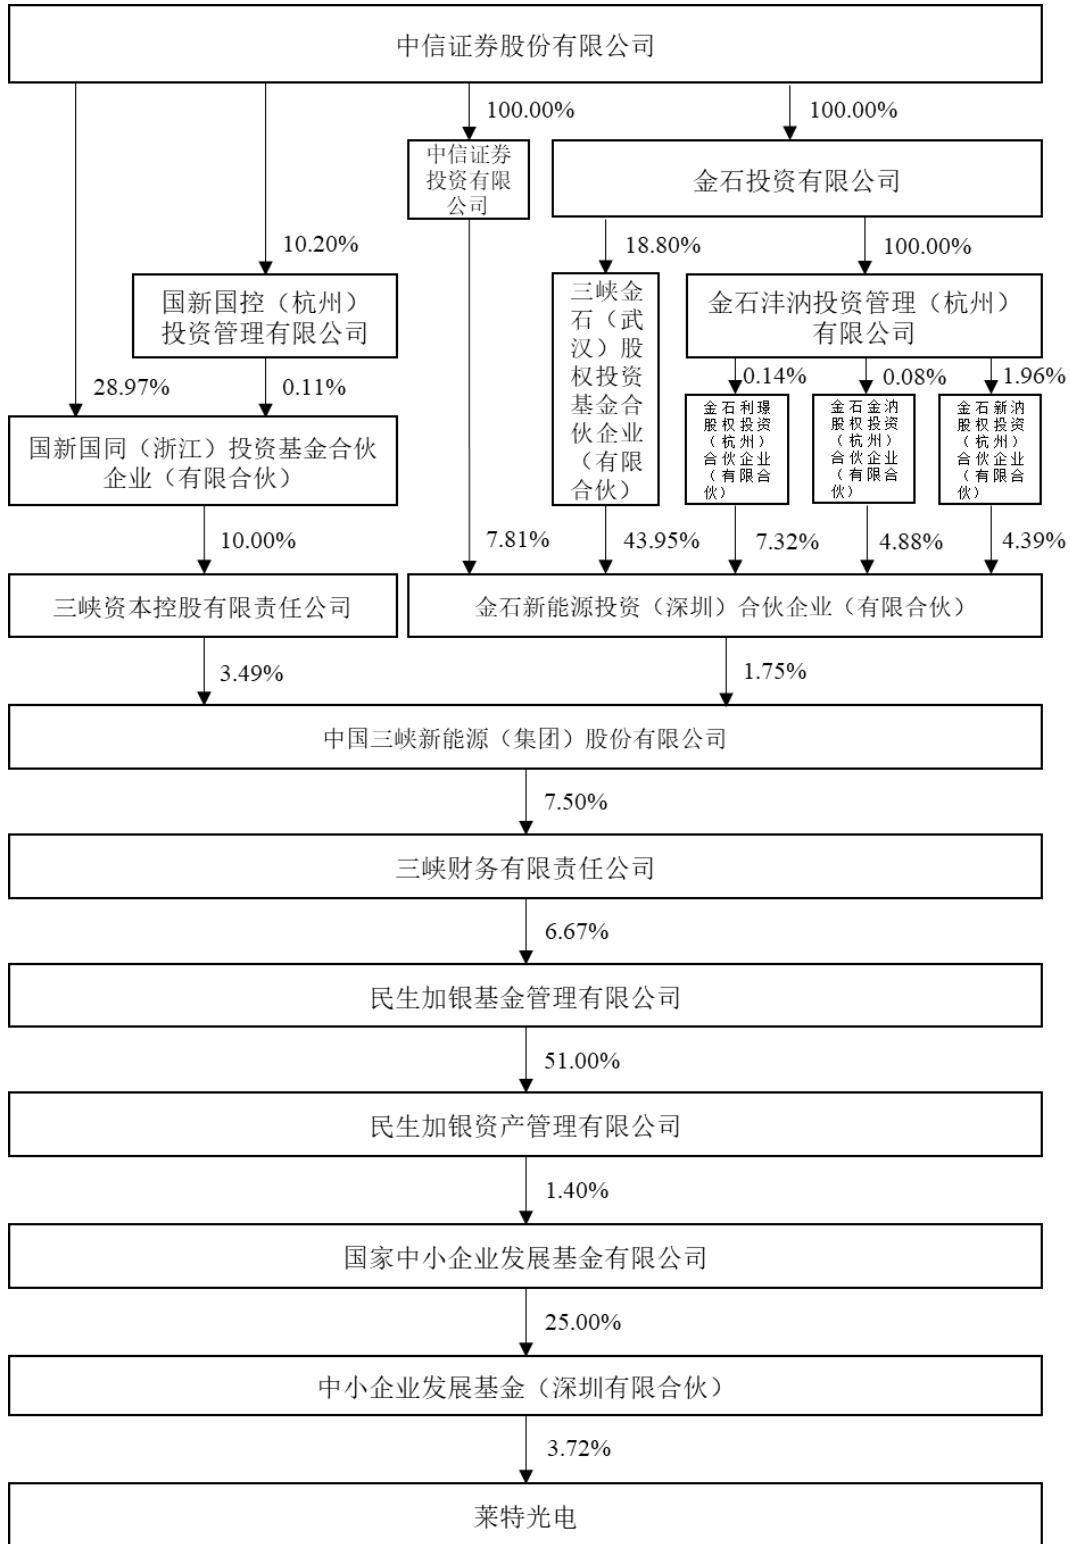 中信证券股份有限公司
100.00%
100.00%
中信证券
投资有限
公司
金石投资有限公司
10.20%
18.80%
100.00%
国新国控（杭州）
投资管理有限公司
三峡金
石（武
汉）股
权投资
基金合
伙企业
（有限
合伙）
金石沣汭投资管理（杭州）
有限公司
28.97%
0.11%
0.14%
0.08%
1.96%
国新国同（浙江）投资基金合伙
企业（有限合伙）
金石利璟
股权投资
（杭州）
合伙企业
（有限合
伙）
金石金汭
股权投资
（杭州）
合伙企业
（有限合
伙）
金石新汭
股权投资
（杭州）
合伙企业
（有限合
伙）
10.00%
7.81%
43.95%
7.32%
4.88%
4.39%
三峡资本控股有限责任公司
金石新能源投资（深圳）合伙企业（有限合伙）
3.49%
1.75%
中国三峡新能源（集团）股份有限公司
7.50%
三峡财务有限责任公司
6.67%
民生加银基金管理有限公司
51.00%
民生加银资产管理有限公司
1.40%
国家中小企业发展基金有限公司
25.00%
中小企业发展基金（深圳有限合伙）
3.72%
莱特光电